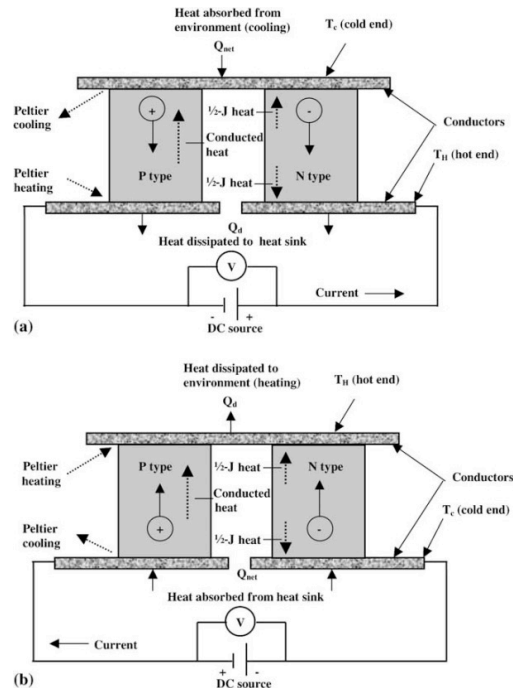 Heat absorbed from
environment (cooling)
Qnet
Tc (cold end)
Peltier
cooling
+
½-J heat
-
Conducted
heat
Conductors
Peltier
heating
P type
½-J heat
N type
TH (hot end)
Qd
Heat dissipated to heat sink
V
Current
- +
DC source
(a)
Heat dissipated to
environment (heating)
Qd
TH (hot end)
Peltier
heating
P type
½-J heat
N type
Conducted
heat
Conductors
Peltier
cooling
+
½-J heat
-
Tc (cold end)
Qnet
Heat absorbed from heat sink
V
Current
+ -
DC source
(b)